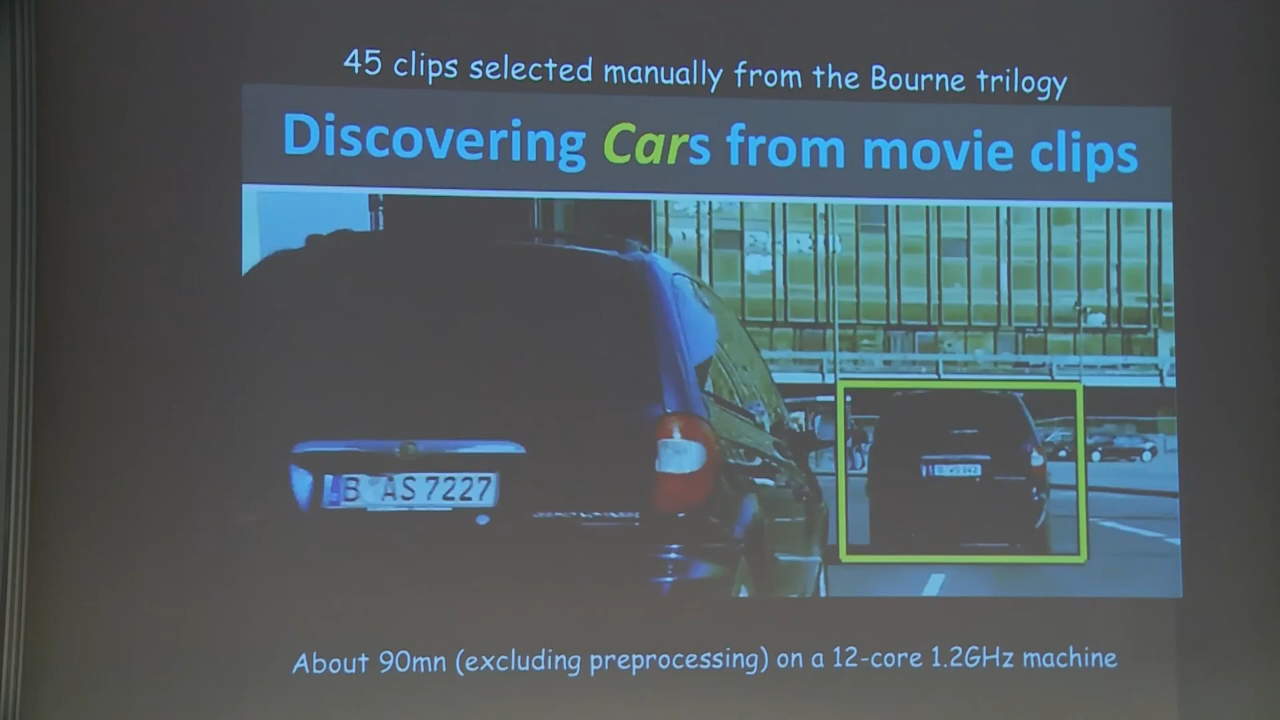 45 clips selected manually from the Bourne trilogy
Discovering Cars from movie clips
B AS 7227
About 90mn (excluding preprocessing) on a 12-core 1.2GHz machine